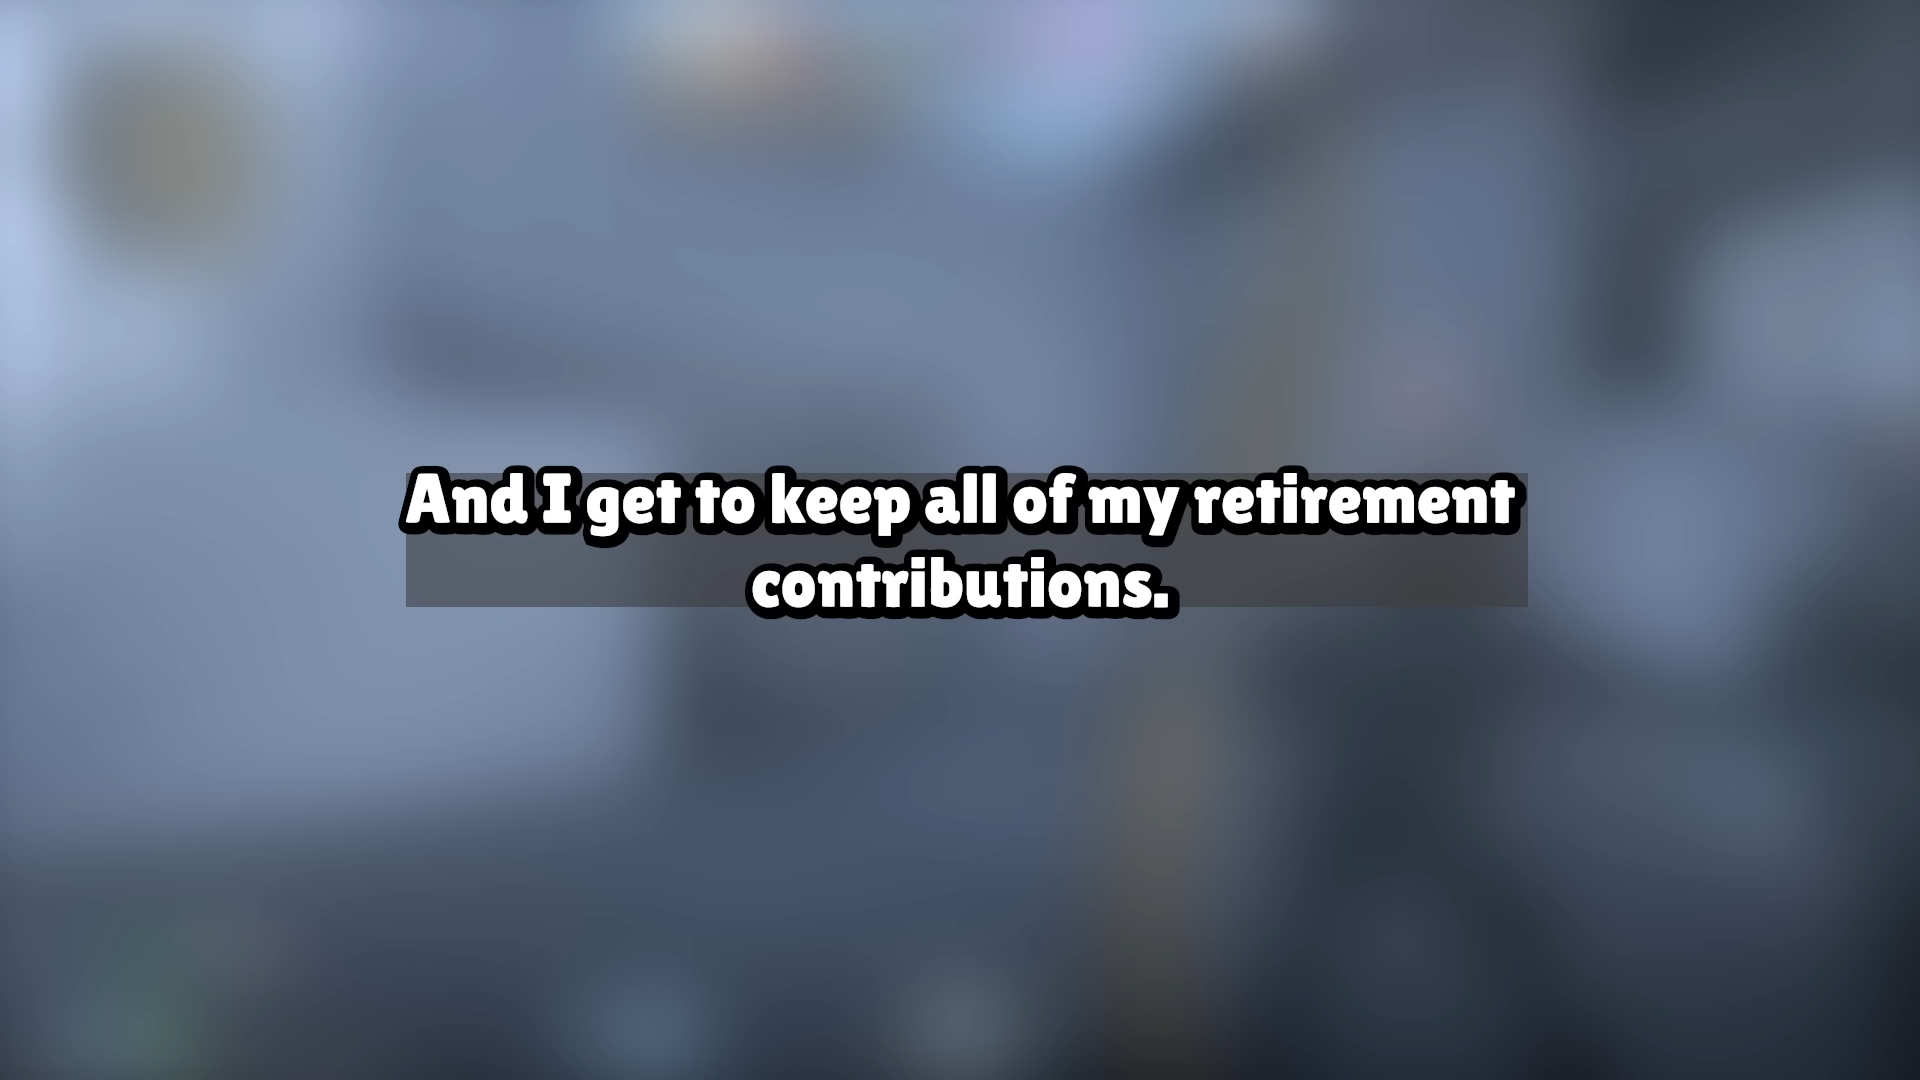 And I get to keep all of my retirement
contributions.